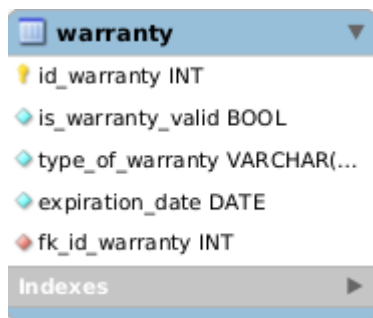 warranty
id_warranty INT
is_warranty_valid BOOL
type_of_warranty VARCHAR(...
expiration_date DATE
fk_id_warranty INT
Indexes